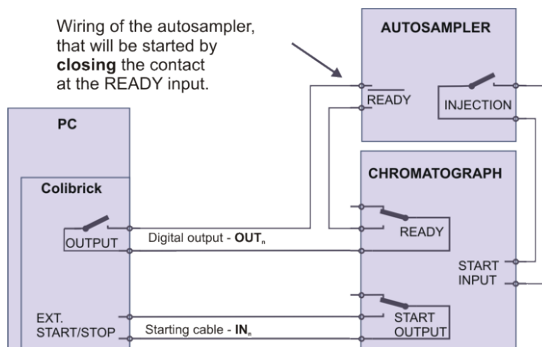 Wiring of the autosampler,
that will be started by
closing the contact
at the READY input.
AUTOSAMPLER
READY
INJECTION
PC
Colibrick
OUTPUT
Digital output - OUTₙ
CHROMATOGRAPH
READY
START
INPUT
EXT.
START/STOP
Starting cable - INₙ
START
OUTPUT